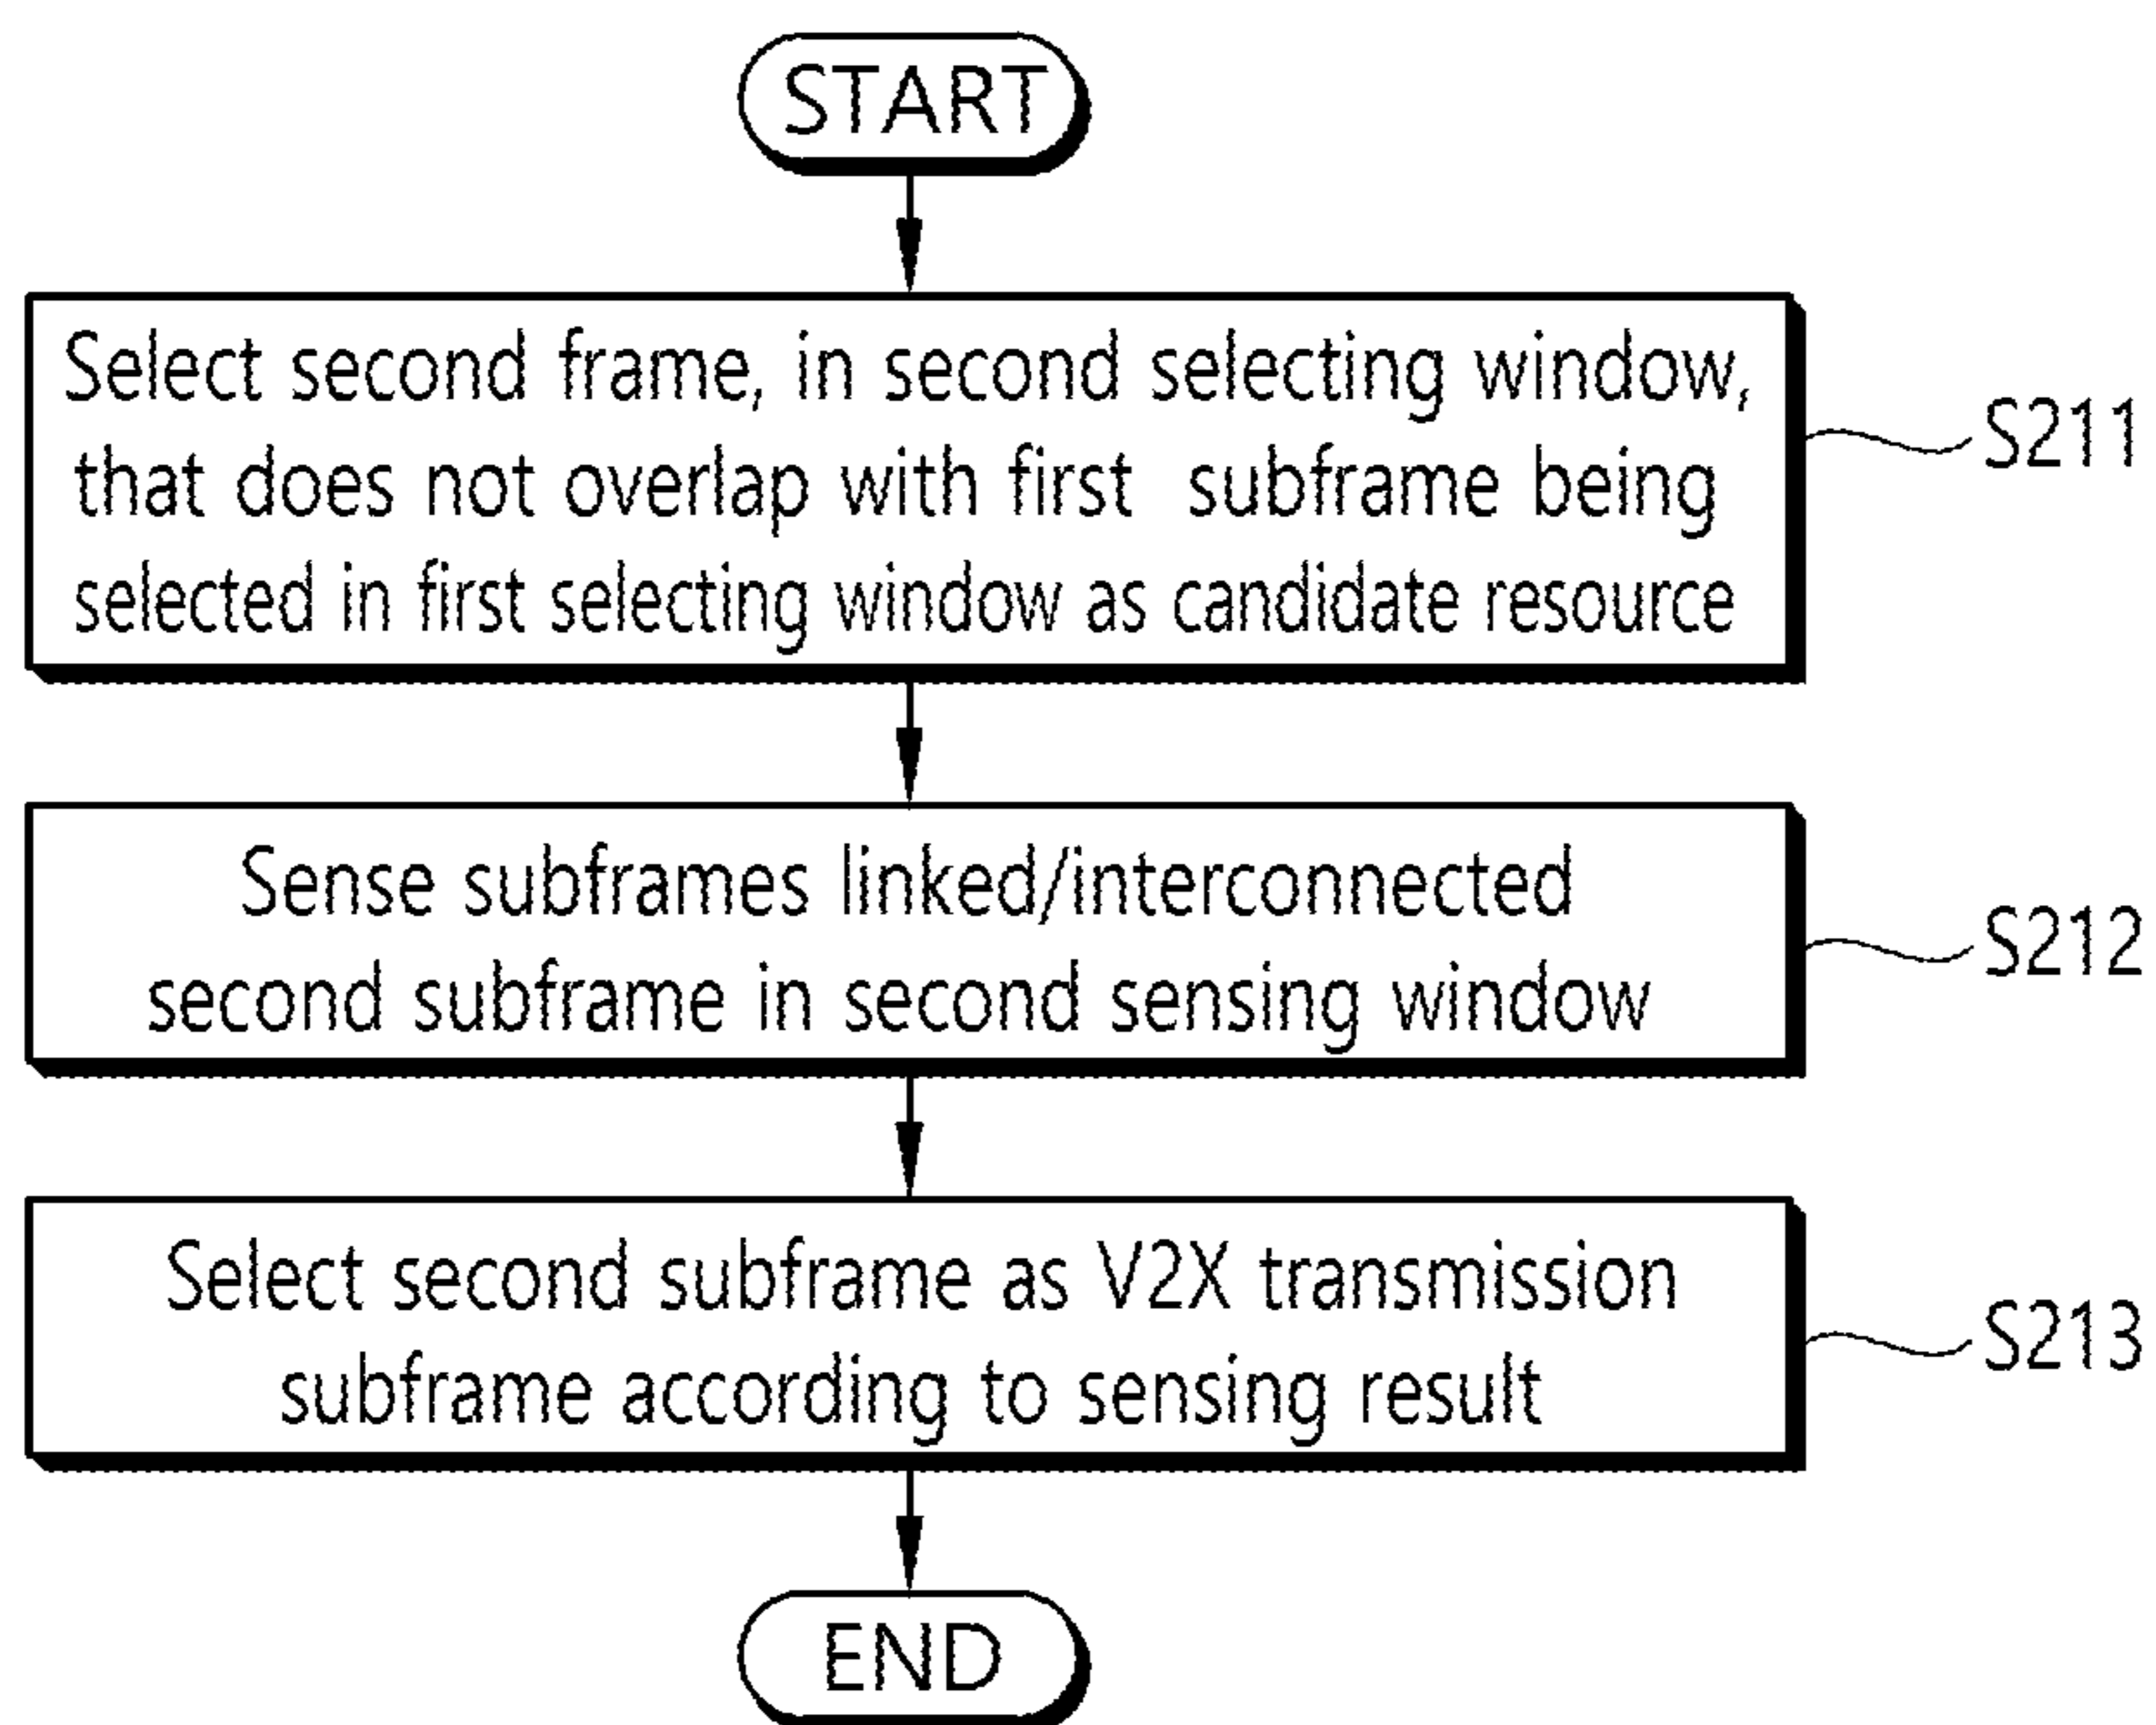 START
Select second frame, in second selecting window,
that does not overlap with first subframe being
selected in first selecting window as candidate resource
S211
Sense subframes linked/interconnected
second subframe in second sensing window
S212
Select second subframe as V2X transmission
subframe according to sensing result
S213
END